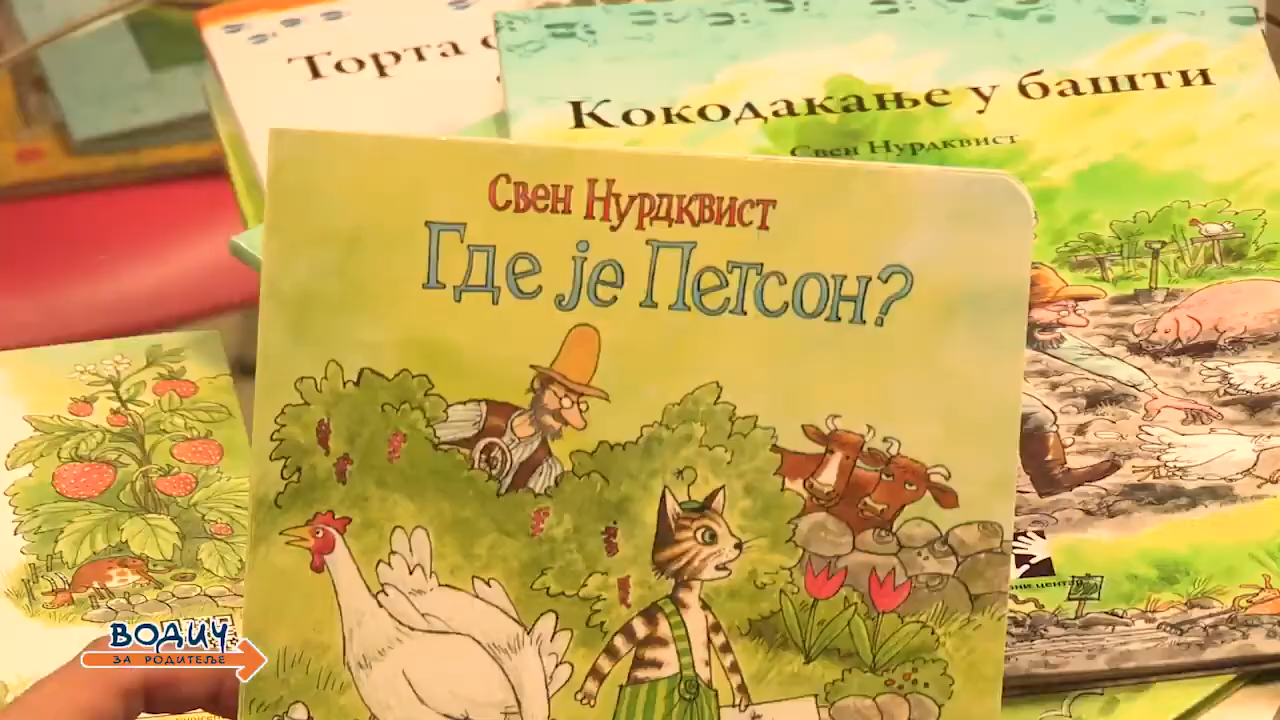 Торта
Кокодакање у башти
Свен Нурдквист
Свен Нурдквист
Где је Петсон?
ВОДИЧ
ЗА РОДИТЕЉЕ